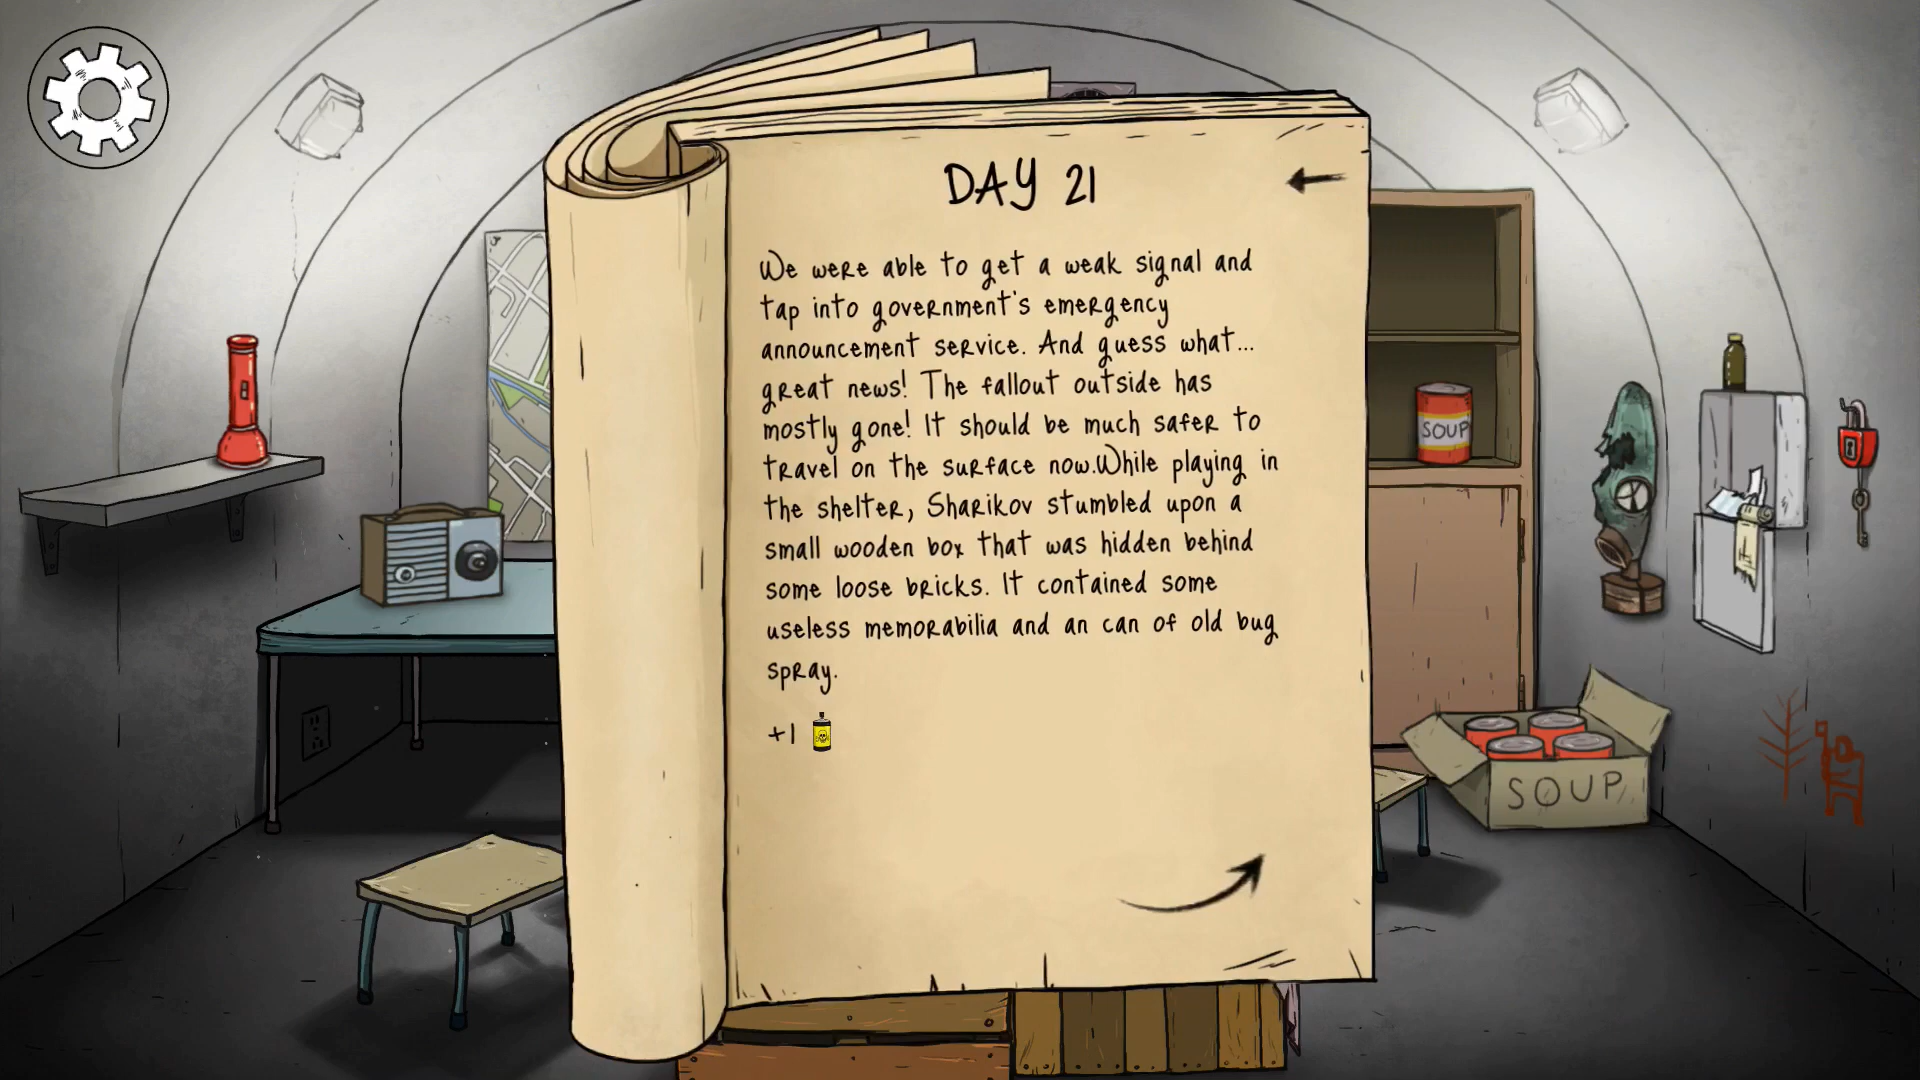 DAY 21
We were able to get a weak signal and
tap into government's emergency
announcement service. And guess what...
great news! The fallout outside has
mostly gone! It should be much safer to
travel on the surface now.While playing in
the shelter, Sharikov stumbled upon a
small wooden box that was hidden behind
some loose bricks. It contained some
useless memorabilia and an can of old bug
spray.
+1
SOUP
SOUP